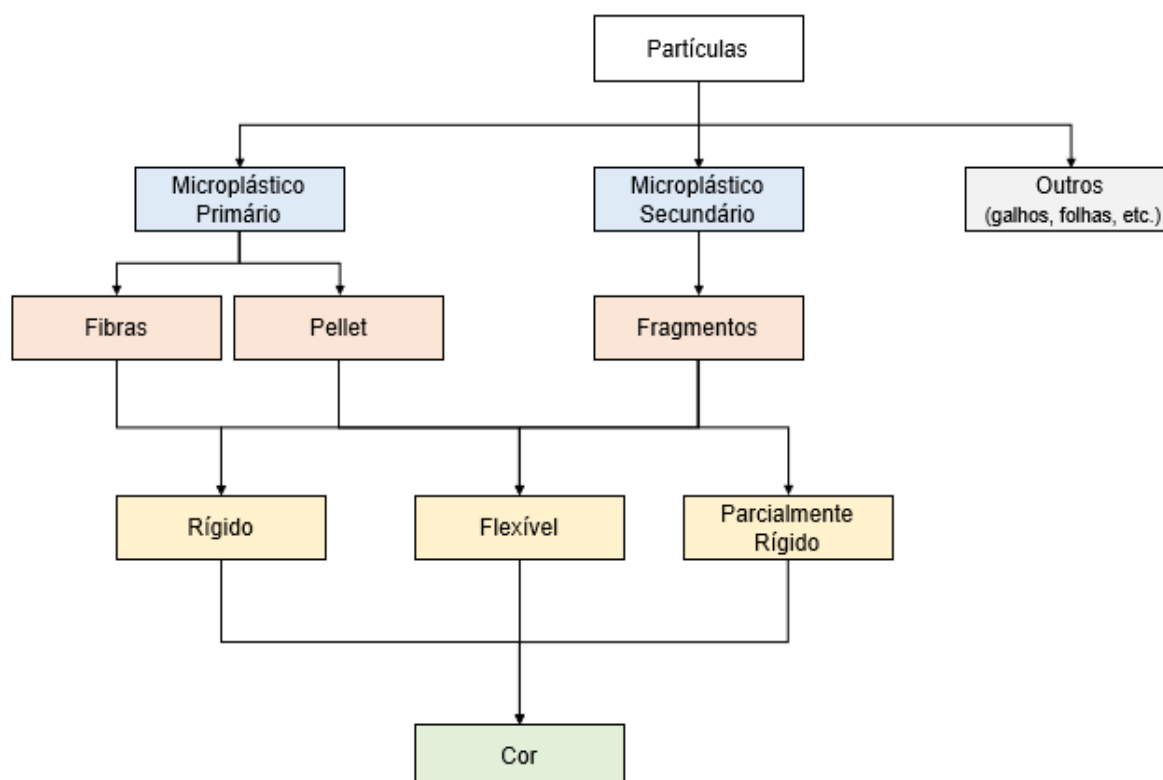 Partículas
Microplástico
Primário
Microplástico
Secundário
Outros
(galhos, folhas, etc.)
Fibras
Pellet
Fragmentos
Rígido
Flexível
Parcialmente
Rígido
Cor